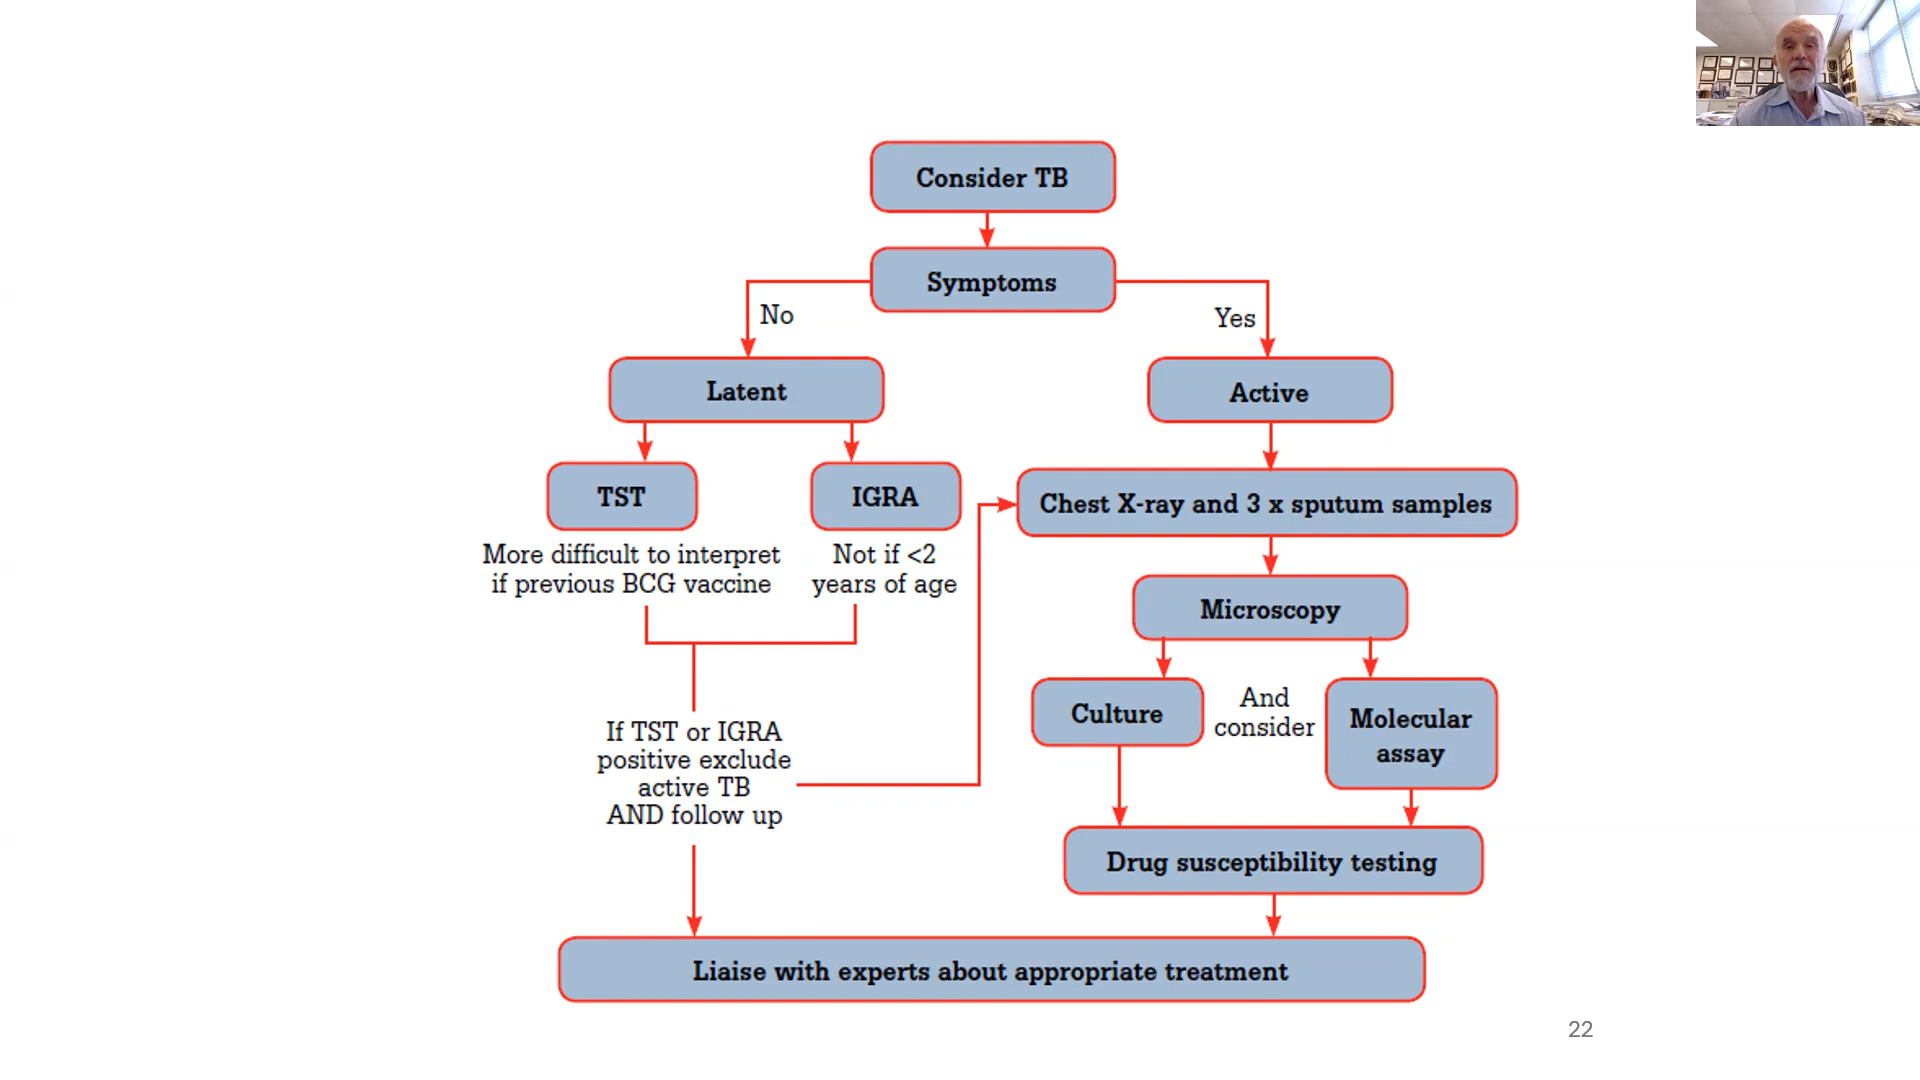 Consider TB
Symptoms
No
Yes
Latent
Active
TST
IGRA
Chest X-ray and 3 x sputum samples
More difficult to interpret
if previous BCG vaccine
Not if <2
years of age
Microscopy
Culture
And
consider
Molecular
assay
If TST or IGRA
positive exclude
active TB
AND follow up
Drug susceptibility testing
Liaise with experts about appropriate treatment
22